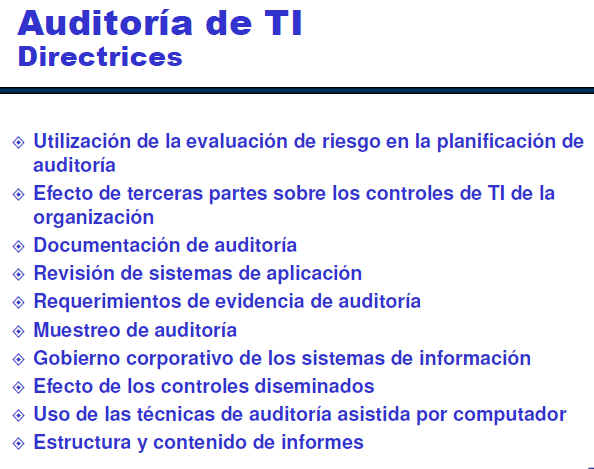 Auditoría de TI
Directrices
Utilización de la evaluación de riesgo en la planificación de
auditoría
Efecto de terceras partes sobre los controles de TI de la
organización
Documentación de auditoría
Revisión de sistemas de aplicación
Requerimientos de evidencia de auditoría
Muestreo de auditoría
Gobierno corporativo de los sistemas de información
Efecto de los controles diseminados
Uso de las técnicas de auditoría asistida por computador
Estructura y contenido de informes